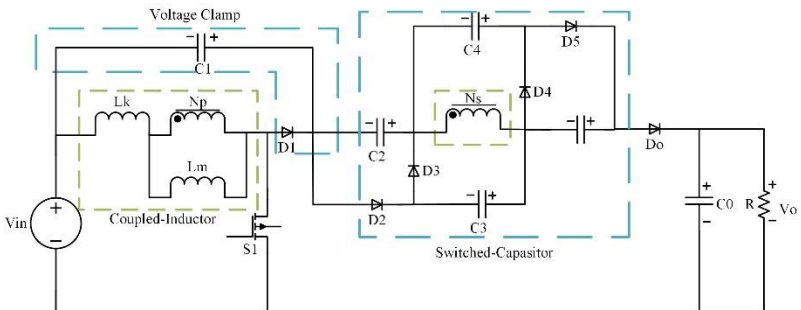 Voltage Clamp
C1
C4
D5
Lk
Np
Ns
D4
D1
C2
Do
Lm
D3
Vin
Coupled-Inductor
S1
D2
C3
Switched-Capasitor
C0
R
Vo